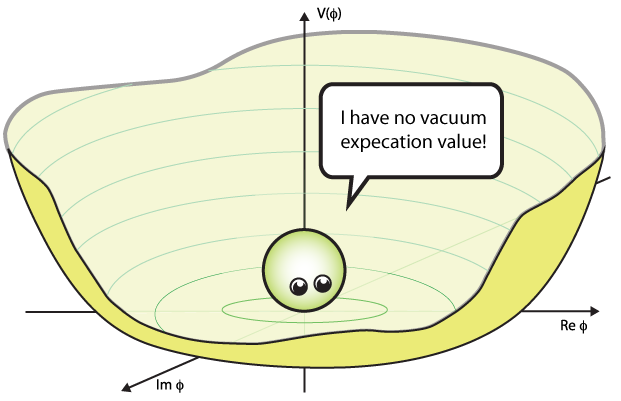 V(ϕ)
I have no vacuum
expecation value!
Re ϕ
Im ϕ